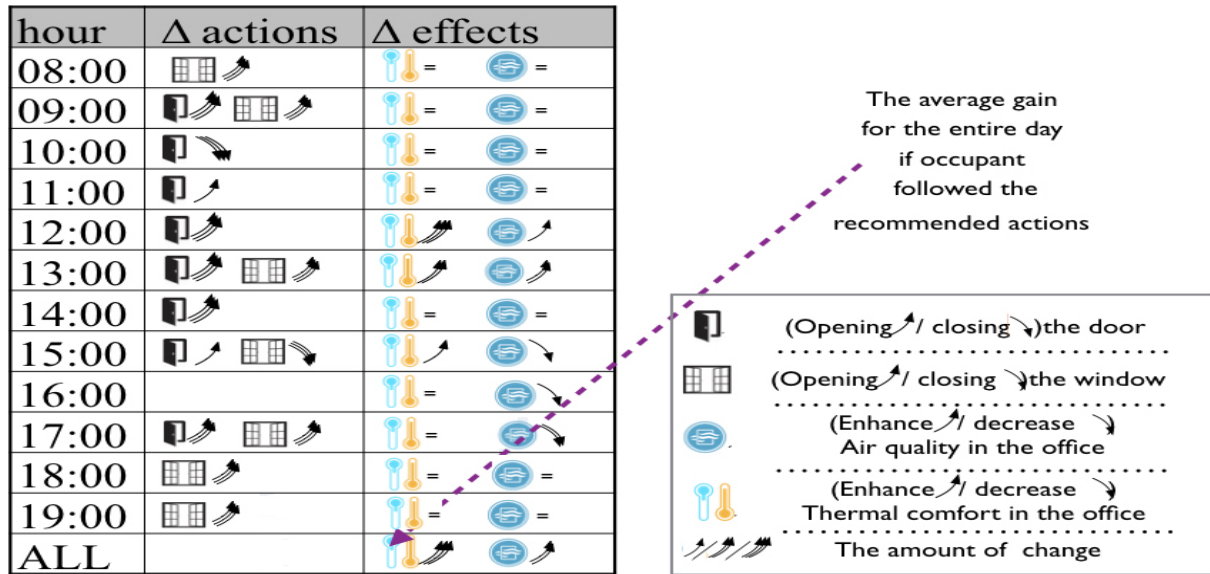 hour Δ actions Δ effects
08:00 = =
09:00 = =
10:00 = =
11:00 = =
12:00
13:00
14:00 = =
15:00
16:00 =
17:00 =
18:00 = =
19:00 = =
ALL
The average gain
for the entire day
if occupant
followed the
recommended actions
(Opening / closing )the door
(Opening / closing )the window
(Enhance / decrease
Air quality in the office
(Enhance / decrease
Thermal comfort in the office
/ / The amount of change